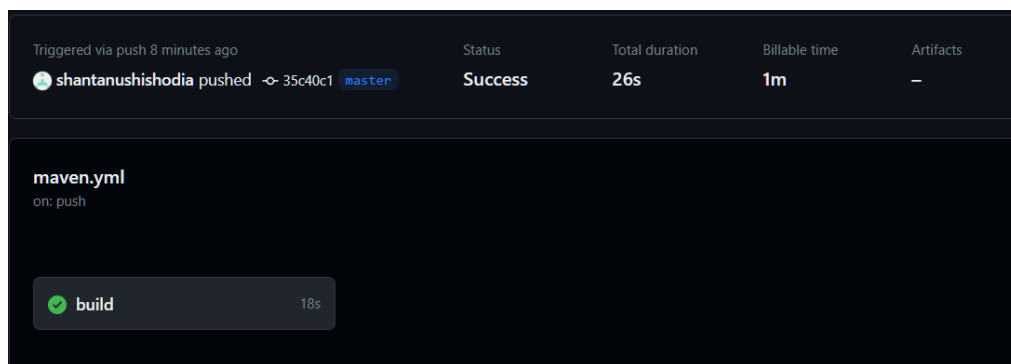 Triggered via push 8 minutes ago
Status
Total duration
Billable time
Artifacts
shantanushishodia pushed 35c40c1 master
Success
26s
1m
–
maven.yml
on: push
build 18s